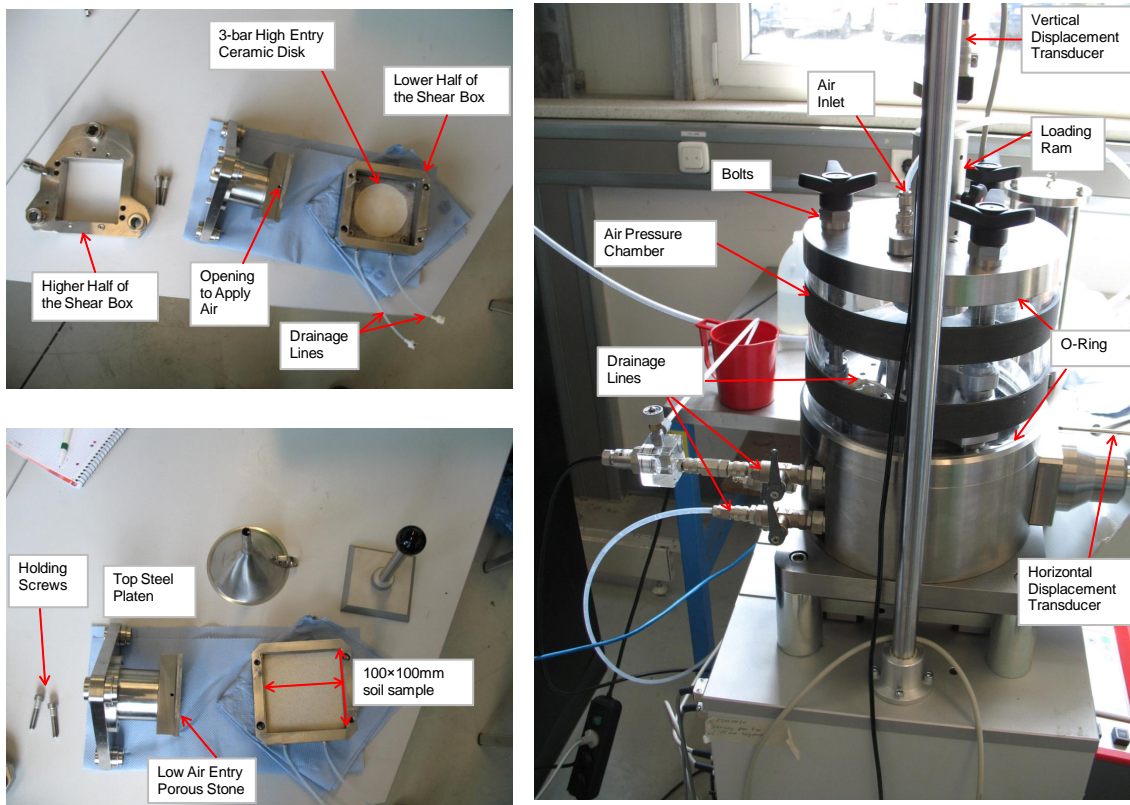 3-bar High Entry
Ceramic Disk
Lower Half of
the Shear Box
Higher Half of
the Shear Box
Opening
to Apply
Air
Drainage
Lines
Holding
Screws
Top Steel
Platen
100×100mm
soil sample
Low Air Entry
Porous Stone
Vertical
Displacement
Transducer
Air
Inlet
Loading
Ram
Bolts
Air Pressure
Chamber
O-Ring
Drainage
Lines
Horizontal
Displacement
Transducer